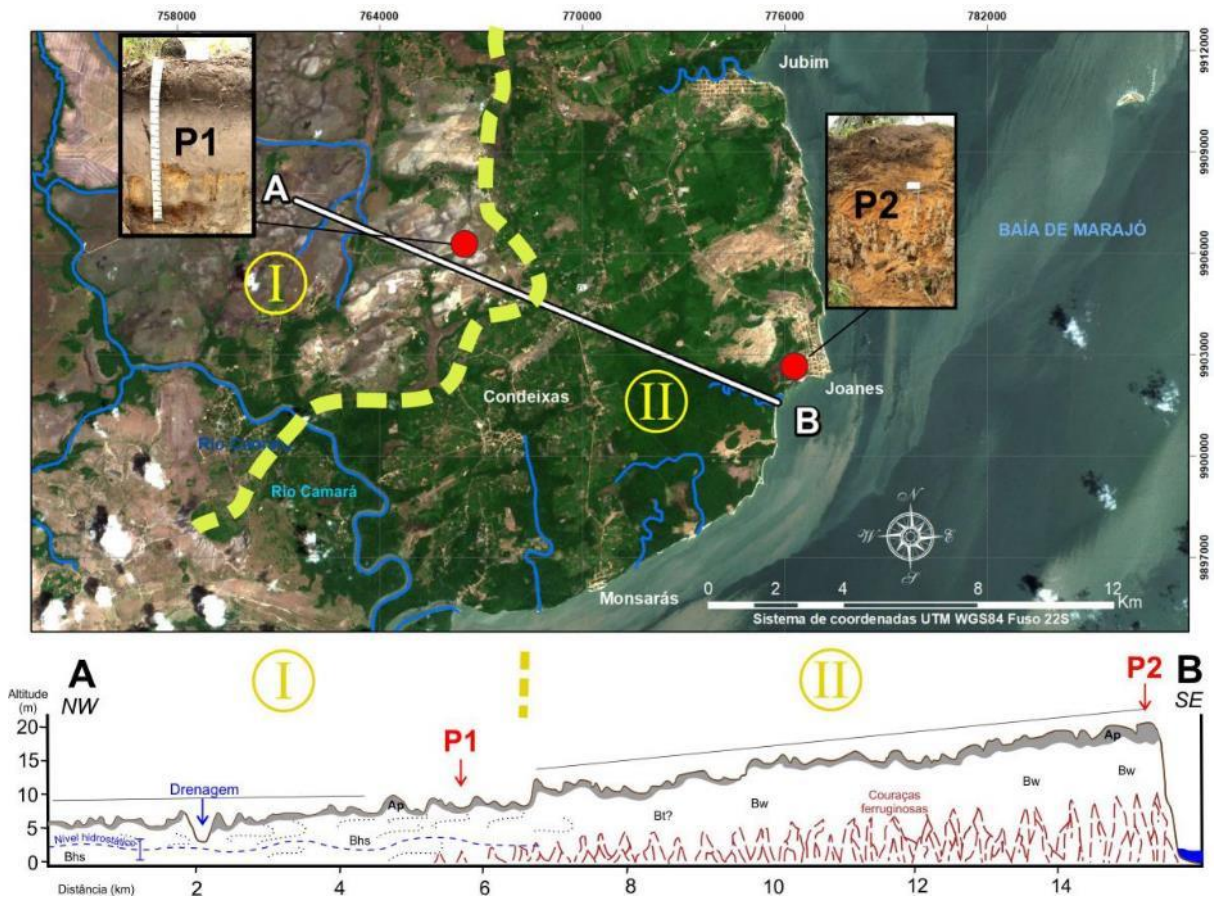 758000
764000
770000
776000
782000
9912000
9909000
9906000
9903000
9900000
9897000
P1
A
I
Jubim
P2
BAÍA DE MARAJÓ
Condeixas
II
B
Joanes
Rio Camará
Monsarás
N
W
E
S
0 2 4 6 8 12
Km
Sistema de coordenadas UTM WGS84 Fuso 22S
A
NW
I
II
P2
B
SE
Altitude
(m)
20
15
10
5
0
P1
Drenagem
Ap
Ap
Nível hidrostático
Bhs
Bhs
Bt?
Bw
Bw
Bw
Couraças
ferruginosas
Distância (km)
2
4
6
8
10
12
14